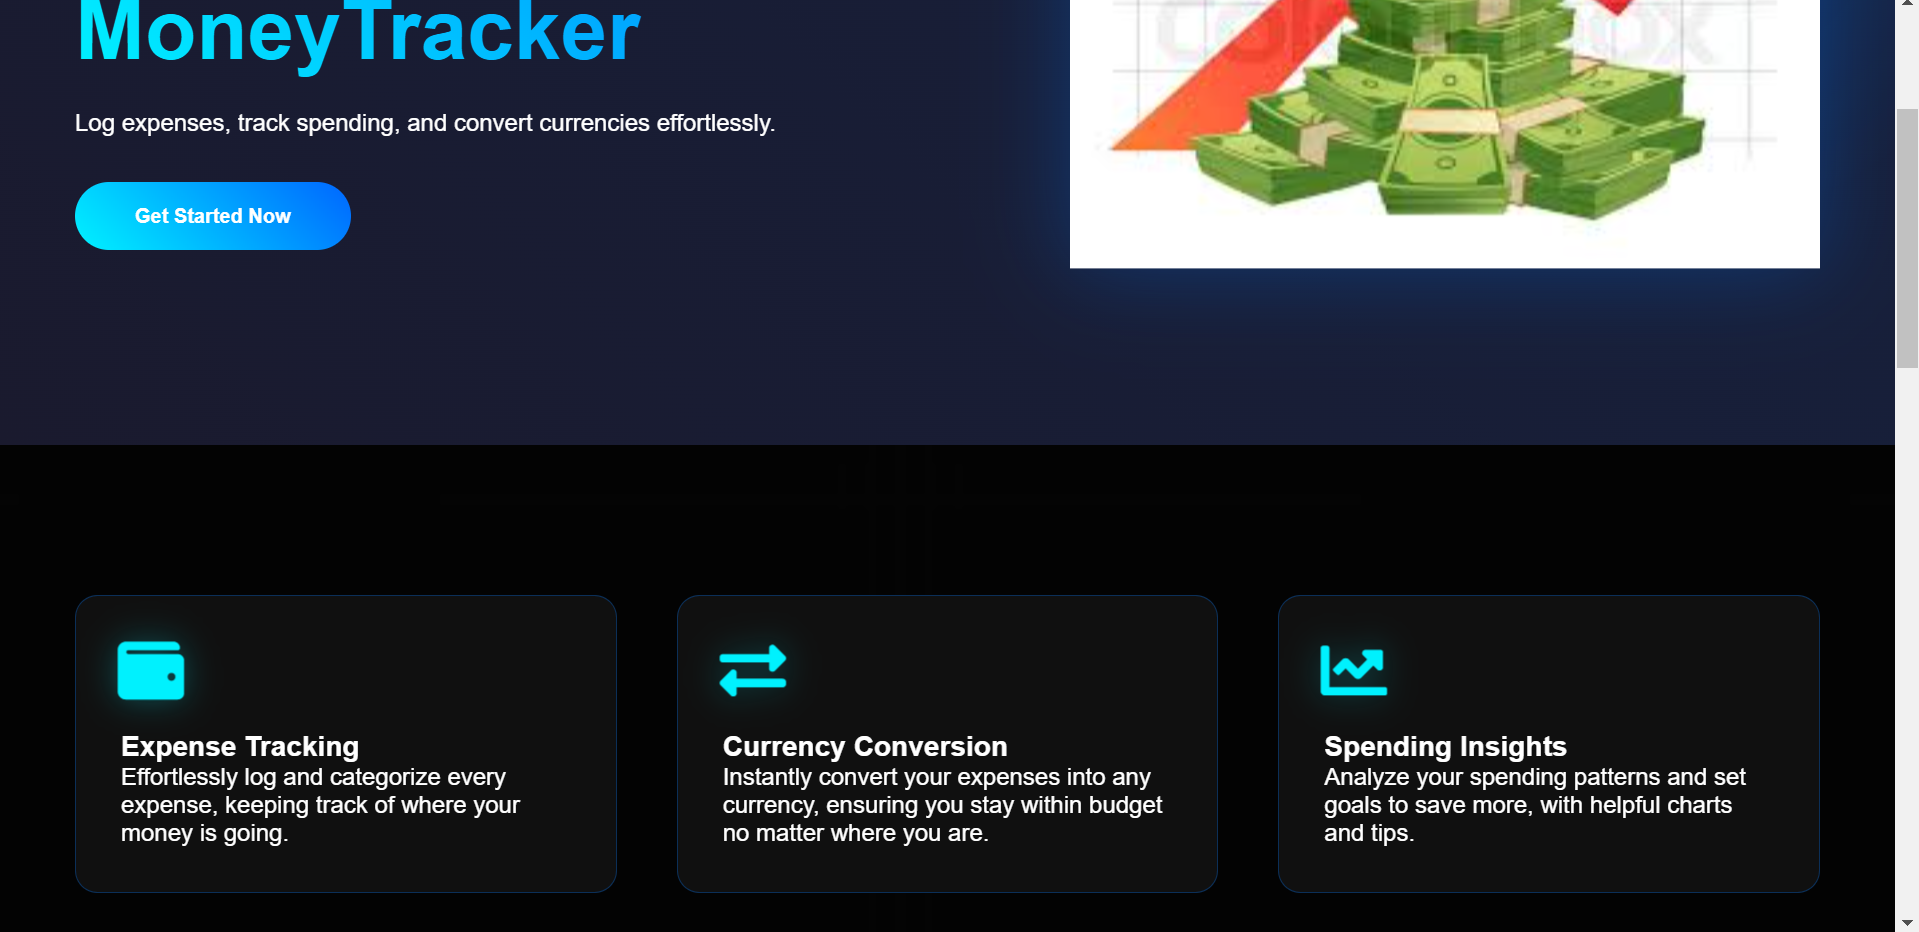 MoneyTracker
Log expenses, track spending, and convert currencies effortlessly.
Get Started Now
Expense Tracking
Effortlessly log and categorize every
expense, keeping track of where your
money is going.
Currency Conversion
Instantly convert your expenses into any
currency, ensuring you stay within budget
no matter where you are.
Spending Insights
Analyze your spending patterns and set
goals to save more, with helpful charts
and tips.